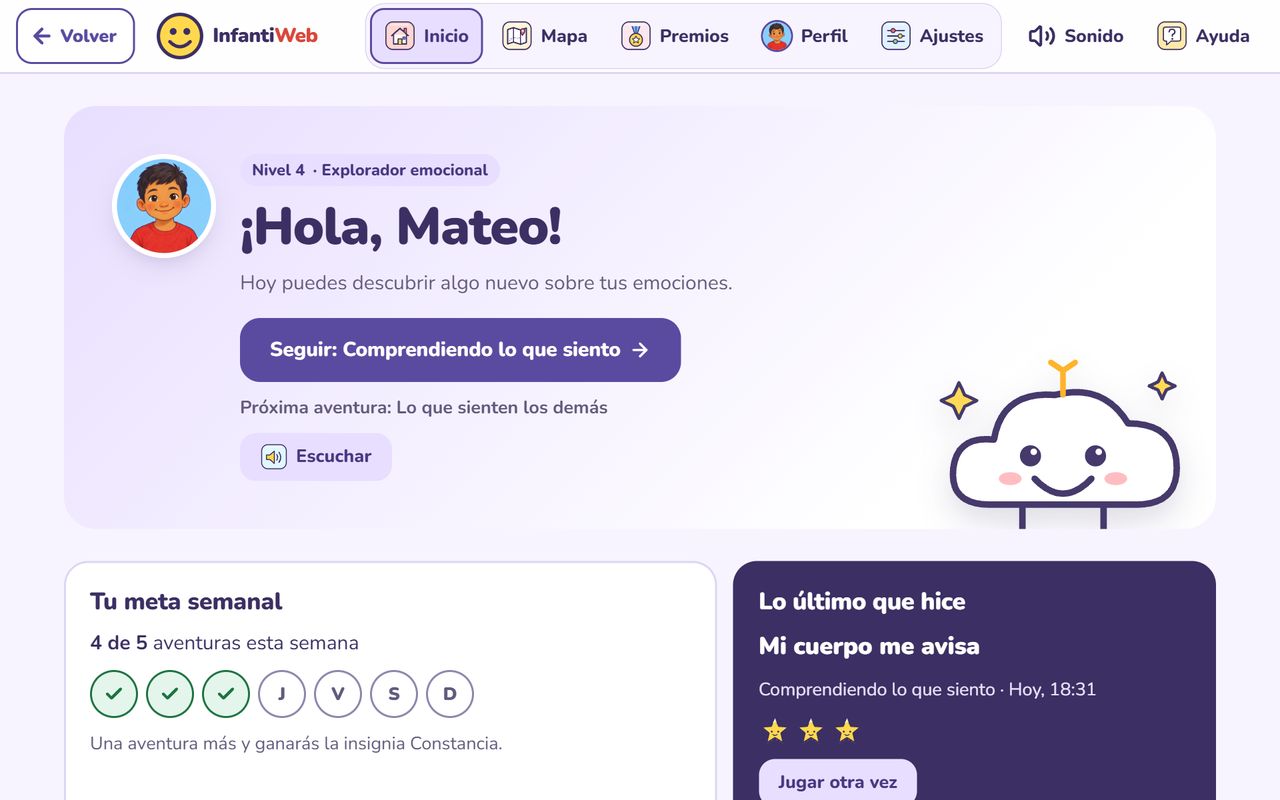 Volver
InfantiWeb
Inicio
Mapa
Premios
Perfil
Ajustes
Sonido
Ayuda
Nivel 4 · Explorador emocional
¡Hola, Mateo!
Hoy puedes descubrir algo nuevo sobre tus emociones.
Seguir: Comprendiendo lo que siento →
Próxima aventura: Lo que sienten los demás
Escuchar
Tu meta semanal
4 de 5 aventuras esta semana
J V S D
Una aventura más y ganarás la insignia Constancia.
Lo último que hice
Mi cuerpo me avisa
Comprendiendo lo que siento · Hoy, 18:31
Jugar otra vez